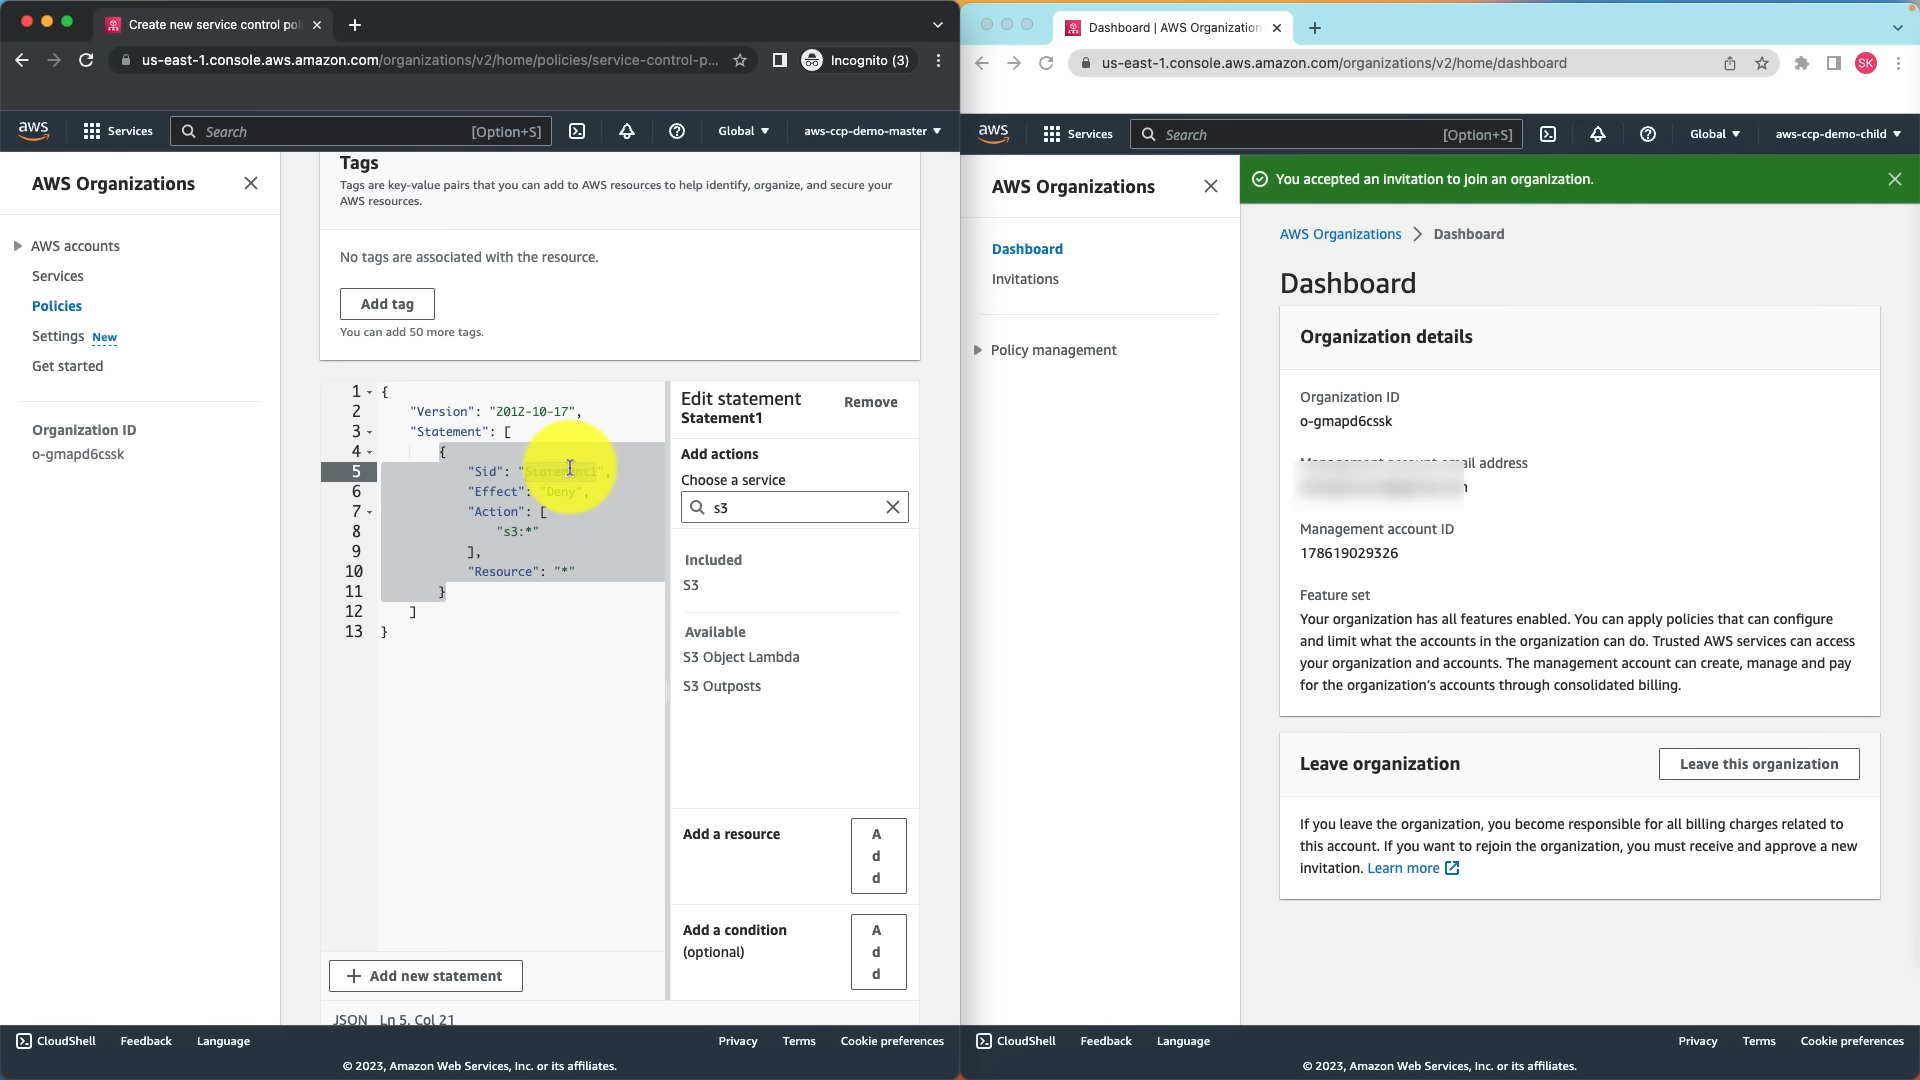 Create new service control poli
us-east-1.console.aws.amazon.com/organizations/v2/home/policies/service-control-p...
Incognito (3)
aws
Services
Search
[Option+S]
Global
aws-ccp-demo-master
AWS Organizations
AWS accounts
Services
Policies
Settings New
Get started
Organization ID
o-gmapd6cssk
Tags
Tags are key-value pairs that you can add to AWS resources to help identify, organize, and secure your
AWS resources.
No tags are associated with the resource.
Add tag
You can add 50 more tags.
1 {
2 "Version": "2012-10-17",
3 "Statement": [
4 {
5 "Sid": "Statement1",
6 "Effect": "Deny",
7 "Action": [
8 "s3:*"
9 ],
10 "Resource": "*"
11 }
12 ]
13 }
Add new statement
JSON Ln 5, Col 21
Edit statement
Statement1
Remove
Add actions
Choose a service
s3
Included
S3
Available
S3 Object Lambda
S3 Outposts
Add a resource
Add
Add a condition
(optional)
Add
CloudShell
Feedback
Language
Privacy
Terms
Cookie preferences
© 2023, Amazon Web Services, Inc. or its affiliates.
Dashboard | AWS Organization
us-east-1.console.aws.amazon.com/organizations/v2/home/dashboard
SK
aws
Services
Search
[Option+S]
Global
aws-ccp-demo-child
AWS Organizations
Dashboard
Invitations
Policy management
You accepted an invitation to join an organization.
AWS Organizations > Dashboard
Dashboard
Organization details
Organization ID
o-gmapd6cssk
Management account email address
Management account ID
178619029326
Feature set
Your organization has all features enabled. You can apply policies that can configure
and limit what the accounts in the organization can do. Trusted AWS services can access
your organization and accounts. The management account can create, manage and pay
for the organization's accounts through consolidated billing.
Leave organization
Leave this organization
If you leave the organization, you become responsible for all billing charges related to
this account. If you want to rejoin the organization, you must receive and approve a new
invitation. Learn more
CloudShell
Feedback
Language
Privacy
Terms
Cookie preferences
© 2023, Amazon Web Services, Inc. or its affiliates.